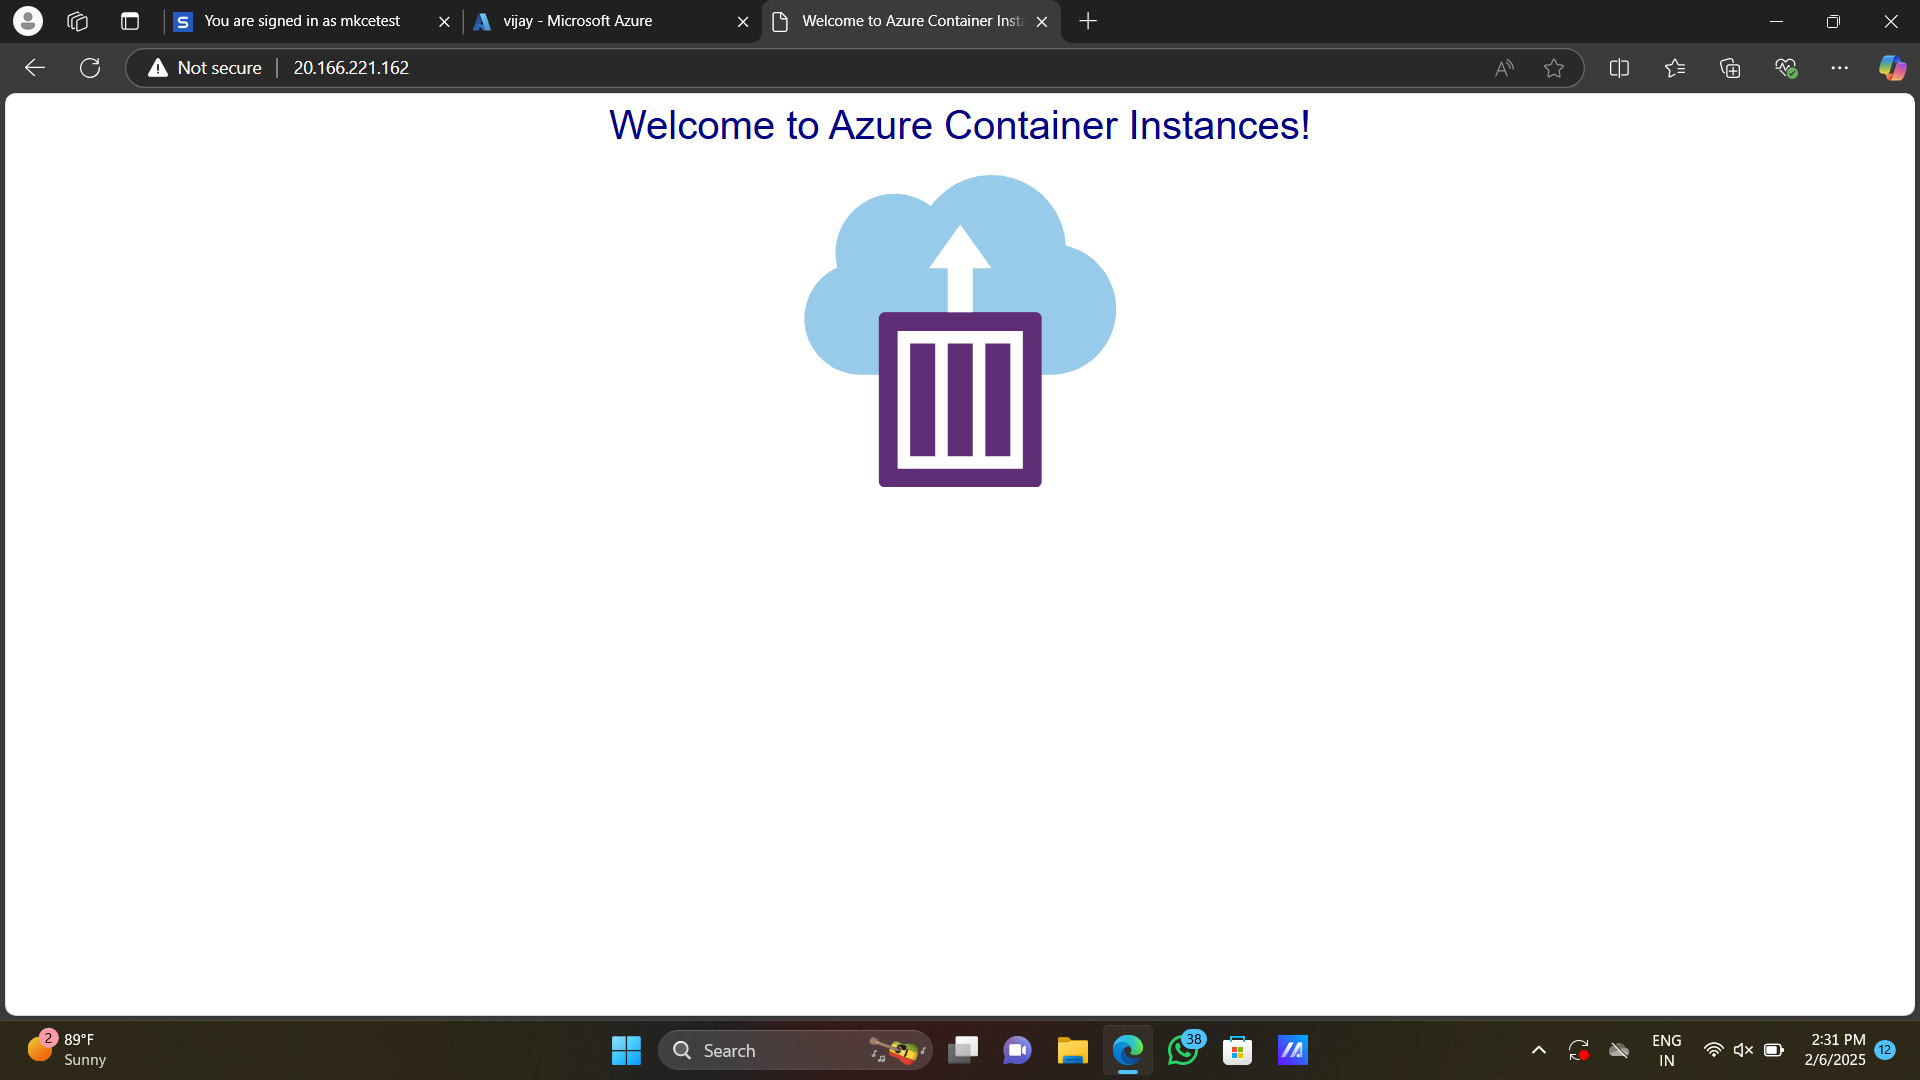 You are signed in as mkcetest
vijay - Microsoft Azure
Welcome to Azure Container Insta
Not secure
20.166.221.162
Welcome to Azure Container Instances!
2
89°F
Sunny
Search
38
ENG
IN
2:31 PM
2/6/2025
12